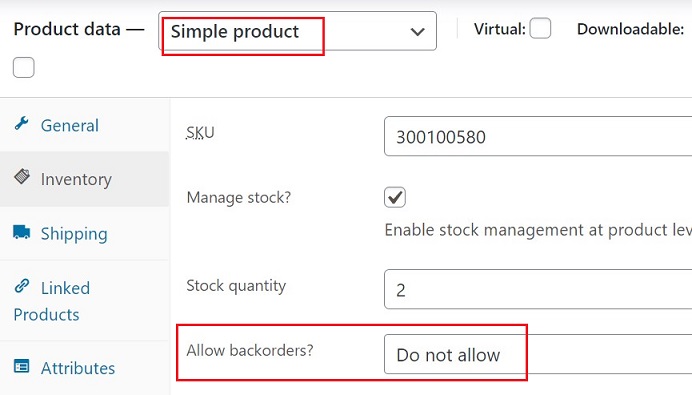 Product data — Simple product Virtual: Downloadable:
General
SKU 300100580
Inventory
Manage stock?
Enable stock management at product lev
Shipping
Stock quantity 2
Linked
Products
Allow backorders? Do not allow
Attributes